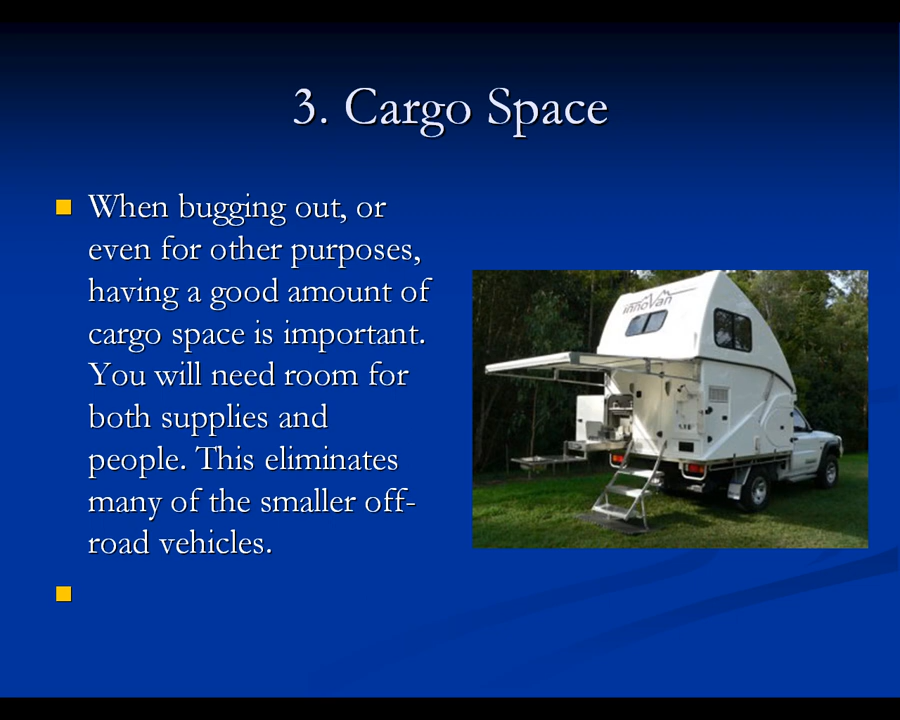 3. Cargo Space
When bugging out, or
even for other purposes,
having a good amount of
cargo space is important.
You will need room for
both supplies and
people. This eliminates
many of the smaller off-
road vehicles.
innoVan